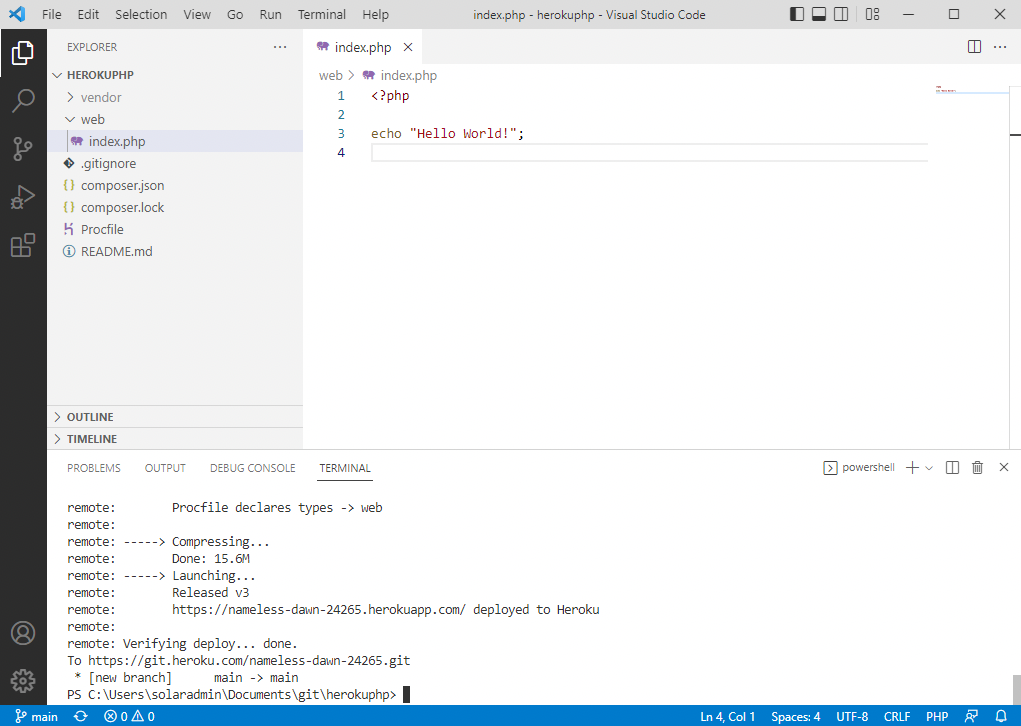 File Edit Selection View Go Run Terminal Help index.php - herokuphp - Visual Studio Code
EXPLORER
HEROKUPHP
vendor
web
index.php
.gitignore
composer.json
composer.lock
Procfile
README.md
OUTLINE
TIMELINE
index.php
web > index.php
1 <?php
2
3 echo "Hello World!";
4
PROBLEMS OUTPUT DEBUG CONSOLE TERMINAL powershell
remote:        Procfile declares types -> web
remote:
remote: -----> Compressing...
remote:        Done: 15.6M
remote: -----> Launching...
remote:        Released v3
remote:        https://nameless-dawn-24265.herokuapp.com/ deployed to Heroku
remote:
remote: Verifying deploy... done.
To https://git.heroku.com/nameless-dawn-24265.git
 * [new branch]      main -> main
PS C:\Users\solaradmin\Documents\git\herokuphp>
main 0 0 Ln 4, Col 1 Spaces: 4 UTF-8 CRLF PHP